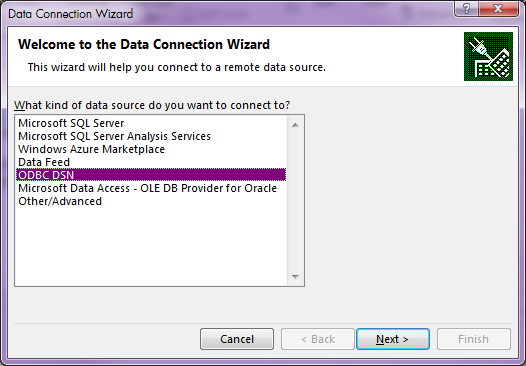 Data Connection Wizard
Welcome to the Data Connection Wizard
This wizard will help you connect to a remote data source.
What kind of data source do you want to connect to?
Microsoft SQL Server
Microsoft SQL Server Analysis Services
Windows Azure Marketplace
Data Feed
ODBC DSN
Microsoft Data Access - OLE DB Provider for Oracle
Other/Advanced
Cancel
< Back
Next >
Finish